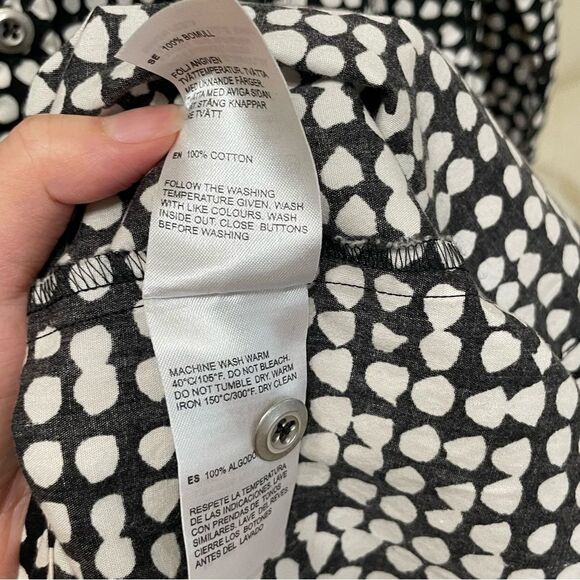 SE 100% BOMULL
FÖLJ ANGIVEN
TVÄTTEMPERATUR. TVÄTTA
MED LIKNANDE FÄRGER.
TVÄTTA MED AVIGA SIDAN
STÄNG KNAPPAR
TVÄTT
EN 100% COTTON
FOLLOW THE WASHING
TEMPERATURE GIVEN. WASH
WITH LIKE COLOURS. WASH
INSIDE OUT. CLOSE BUTTONS
BEFORE WASHING
MACHINE WASH WARM
40°C/105°F. DO NOT BLEACH.
DO NOT TUMBLE DRY. WARM
IRON 150°C/300°F. DRY CLEAN
ES 100% ALGODO
RESPETE LA TEMPERATURA
DE LAS INDICACIONES. LAVE
CON PRENDAS DE TONOS
SIMILARES. LAVE DEL REVÉS.
CIERRE LOS BOTONES
ANTES DEL LAVADO